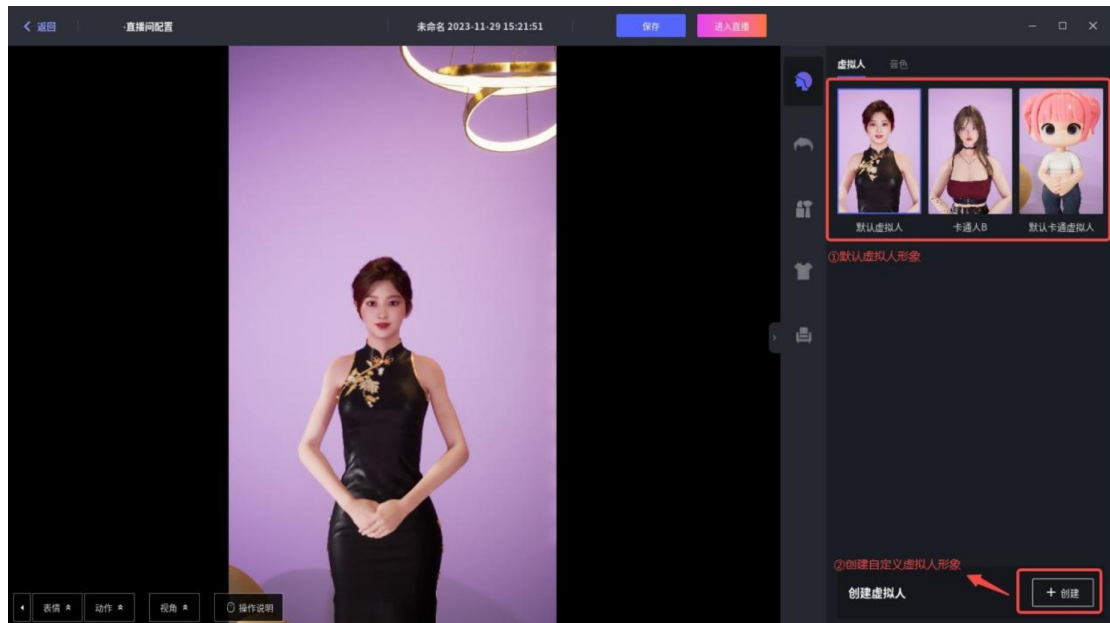 返回
·直播间配置
未命名 2023-11-29 15:21:51
保存
进入直播
虚拟人
音色
默认虚拟人
卡通人B
默认卡通虚拟人
①默认虚拟人形象
②创建自定义虚拟人形象
创建虚拟人
+ 创建
表情
动作
视角
操作说明